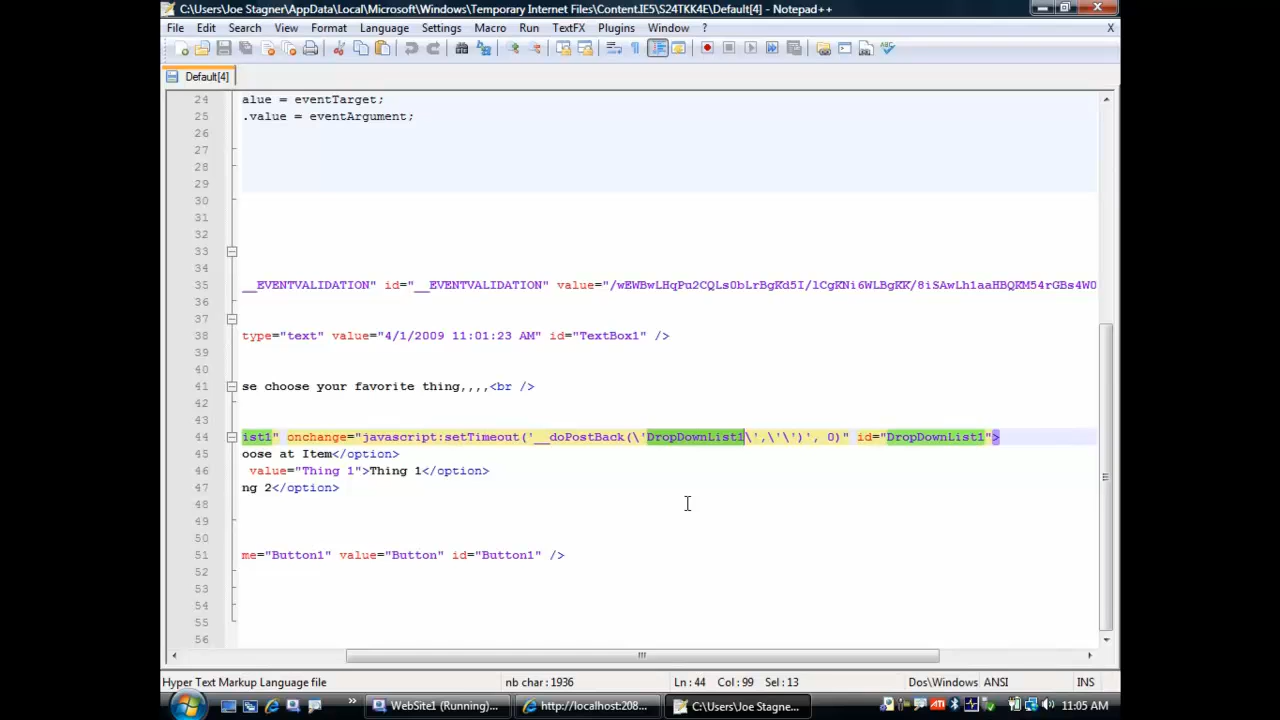 C:\Users\Joe Stagner\AppData\Local\Microsoft\Windows\Temporary Internet Files\Content.IE5\S24TKK4E\Default[4] - Notepad++
File Edit Search View Format Language Settings Macro Run TextFX Plugins Window ? X
Default[4]
24 alue = eventTarget;
25 .value = eventArgument;
26
27
28
29
30
31
32
33
34
35 __EVENTVALIDATION" id="__EVENTVALIDATION" value="/wEWBwLHqPu2CQLs0bLrBgKd5I/lCgKNi6WLBgKK/8iSAwLh1aaHBQKM54rGBs4W0
36
37
38 type="text" value="4/1/2009 11:01:23 AM" id="TextBox1" />
39
40
41 se choose your favorite thing,,,,<br />
42
43
44 ist1" onchange="javascript:setTimeout('__doPostBack(\'DropDownList1\',\'\')', 0)" id="DropDownList1">
45 oose at Item</option>
46 value="Thing 1">Thing 1</option>
47 ng 2</option>
48
49
50
51 me="Button1" value="Button" id="Button1" />
52
53
54
55
56
Hyper Text Markup Language file nb char : 1936 Ln : 44 Col : 99 Sel : 13 Dos\Windows ANSI INS
WebSite1 (Running)... http://localhost:208... C:\Users\Joe Stagne... 11:05 AM